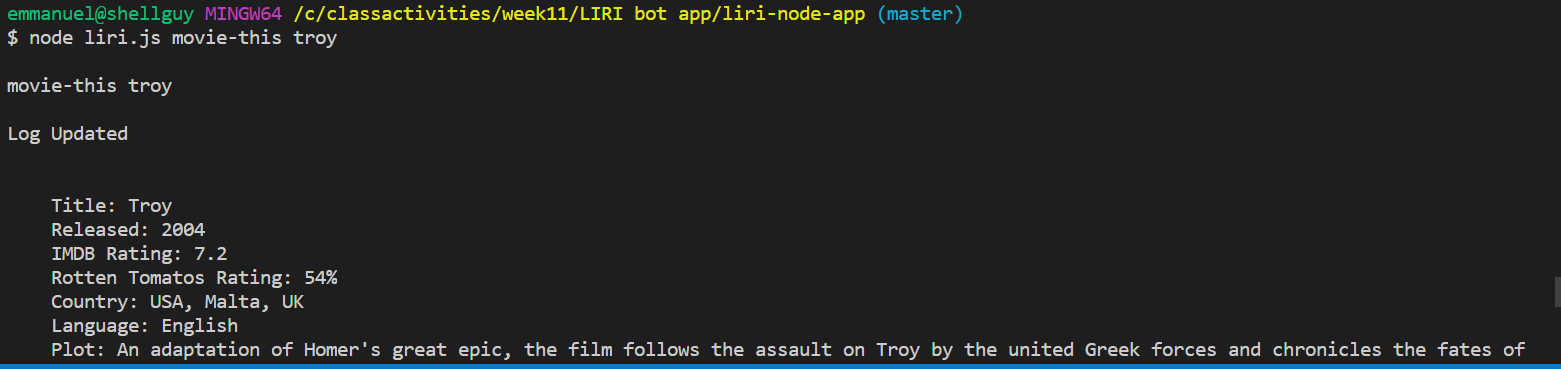 emmanuel@shellguy MINGW64 /c/classactivities/week11/LIRI bot app/liri-node-app (master)
$ node liri.js movie-this troy
movie-this troy
Log Updated
Title: Troy
Released: 2004
IMDB Rating: 7.2
Rotten Tomatos Rating: 54%
Country: USA, Malta, UK
Language: English
Plot: An adaptation of Homer's great epic, the film follows the assault on Troy by the united Greek forces and chronicles the fates of